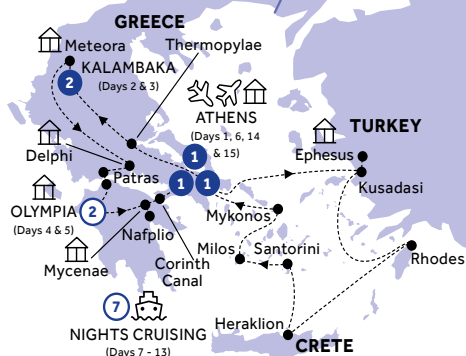 GREECE
Meteora
Thermopylae
KALAMBAKA
2
(Days 2 & 3)
ATHENS
(Days 1, 6, 14
& 15)
1
1
1
TURKEY
Ephesus
Kusadasi
Delphi
Patras
OLYMPIA
2
(Days 4 & 5)
Mykonos
Nafplio
Milos
Santorini
Rhodes
Mycenae
Corinth
Canal
7
NIGHTS CRUISING
(Days 7 - 13)
Heraklion
CRETE